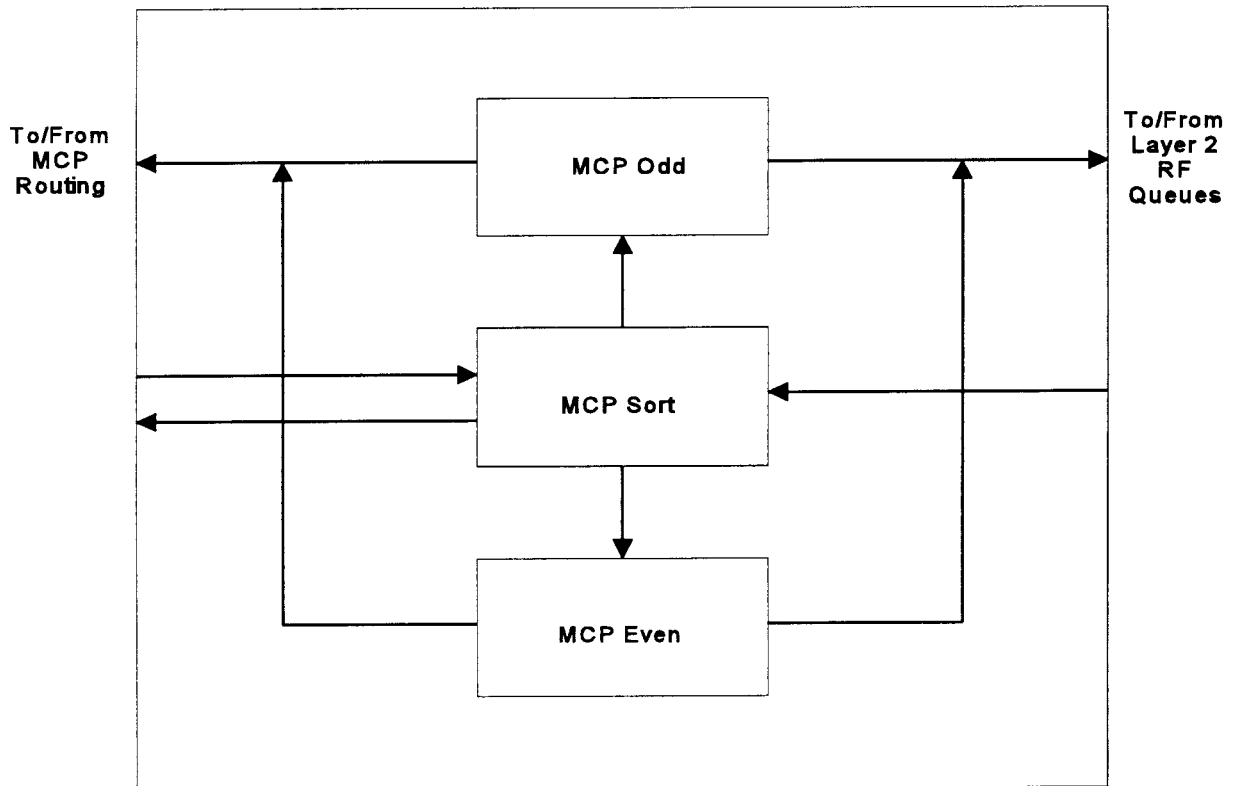 To/From
MCP
Routing
MCP Odd
To/From
Layer 2
RF
Queues
MCP Sort
MCP Even